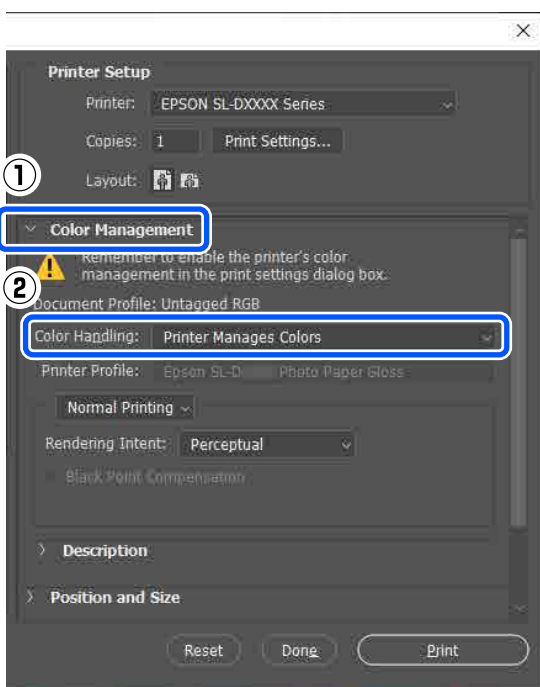 Printer Setup
Printer: EPSON SL-DXXXX Series
Copies: 1 Print Settings...
①
Layout:
Color Management
Remember to enable the printer's color
management in the print settings dialog box.
②
Document Profile: Untagged RGB
Color Handling: Printer Manages Colors
Printer Profile: Epson SL-D Photo Paper Gloss
Normal Printing
Rendering Intent: Perceptual
Black Point Compensation
Description
Position and Size
Reset Done Print